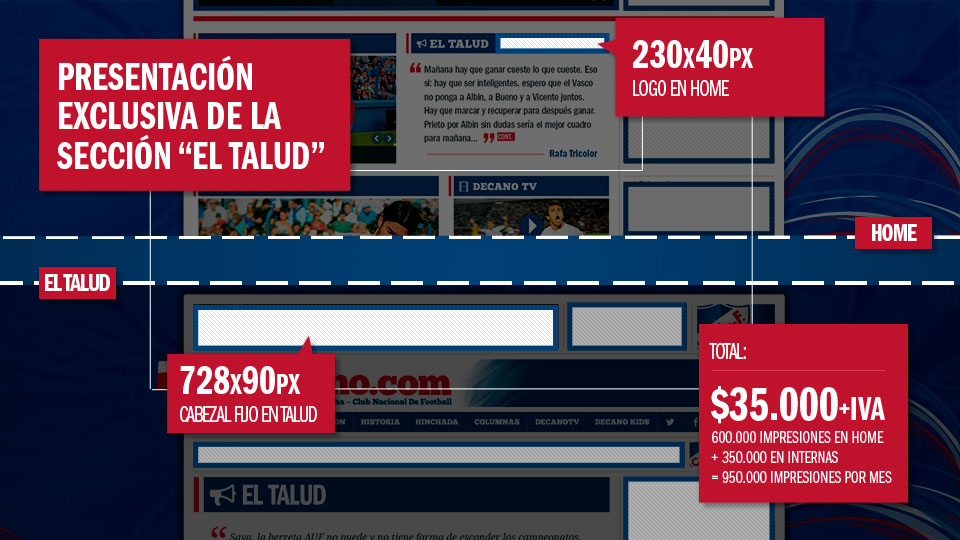 PRESENTACIÓN
EXCLUSIVA DE LA
SECCIÓN “EL TALUD”
EL TALUD
230X40PX
LOGO EN HOME
Mañana hay que ganar cueste lo que cueste. Eso
si: hay que ser inteligentes. espero que el Vasco
no ponga a Albin, a Bueno y a Vicente juntos.
Hay que marcar y recuperar para después ganar.
Prieto por Albin sin dudas sería el mejor cuadro
para mañana... CONT.
Rafa Tricolor
DECANO TV
HOME
EL TALUD
728X90PX
CABEZAL FIJO EN TALUD
no.com
ha – Club Nacional De Football
ON HISTORIA HINCHADA COLUMNAS DECANOTV DECANO KIDS
TOTAL:
$35.000+IVA
600.000 IMPRESIONES EN HOME
+ 350.000 EN INTERNAS
= 950.000 IMPRESIONES POR MES
EL TALUD
Saya, la berreta AUF no puede y no tiene forma de esconder los campeonatos,